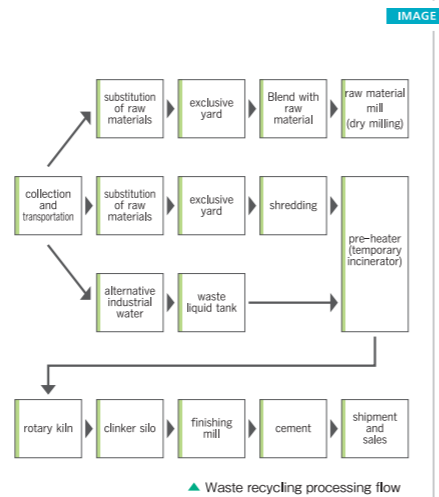 IMAGE
substitution
of raw
materials
exclusive
yard
Blend with
raw
material
raw material
mill
(dry milling)
collection
and
transportation
substitution
of raw
materials
exclusive
yard
shredding
pre-heater
(temporary
incinerator)
alternative
industrial
water
waste
liquid tank
rotary kiln
clinker silo
finishing
mill
cement
shipment
and
sales
▲ Waste recycling processing flow